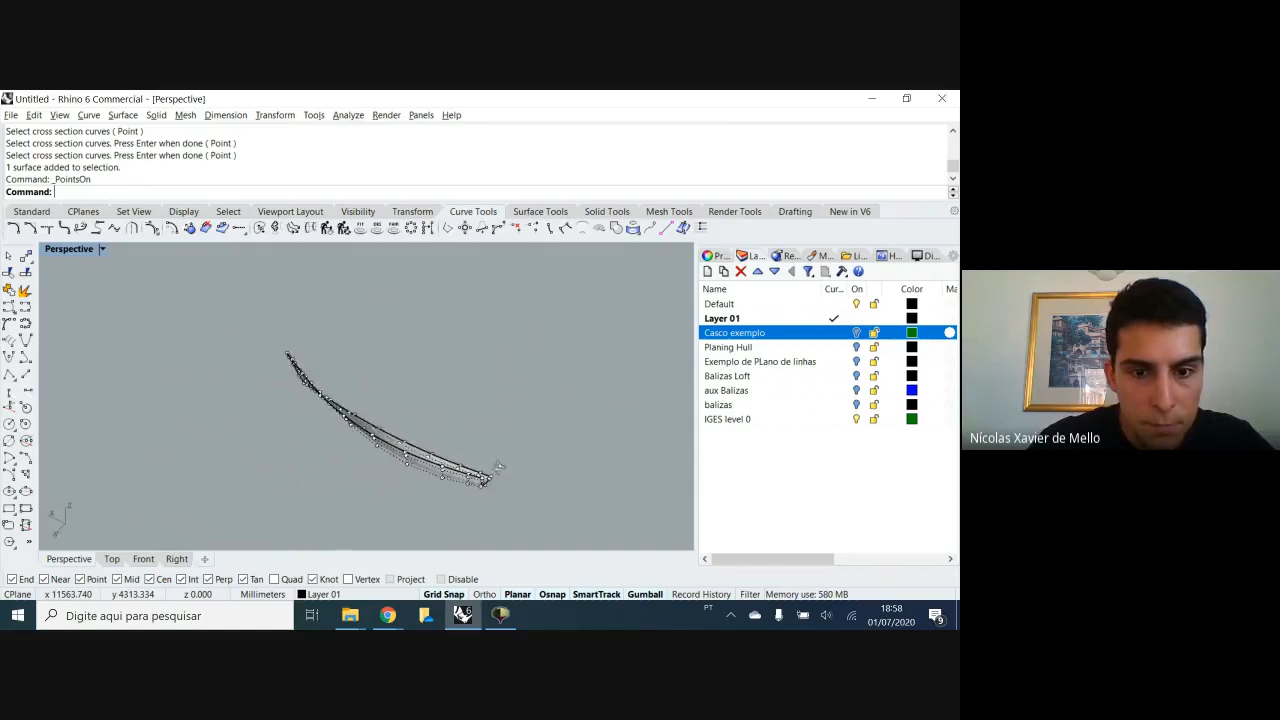 Untitled - Rhino 6 Commercial - [Perspective]
File Edit View Curve Surface Solid Mesh Dimension Transform Tools Analyze Render Panels Help
Select cross section curves ( Point )
Select cross section curves. Press Enter when done ( Point )
Select cross section curves. Press Enter when done ( Point )
1 surface added to selection.
Command: _PointsOn
Command:
Standard CPlanes Set View Display Select Viewport Layout Visibility Transform Curve Tools Surface Tools Solid Tools Mesh Tools Render Tools Drafting New in V6
Perspective
Pr... La... Re... M... Li... H... Di...
Name Cur... On Color Ma
Default
Layer 01
Casco exemplo
Planing Hull
Exemplo de PLano de linhas
Balizas Loft
aux Balizas
balizas
IGES level 0
Nícolas Xavier de Mello
z
x
y
Perspective Top Front Right
End Near Point Mid Cen Int Perp Tan Quad Knot Vertex Project Disable
CPlane x 11563.740 y 4313.334 z 0.000 Millimeters Layer 01 Grid Snap Ortho Planar Osnap SmartTrack Gumball Record History Filter Memory use: 580 MB
Digite aqui para pesquisar
PT
18:58
01/07/2020
9